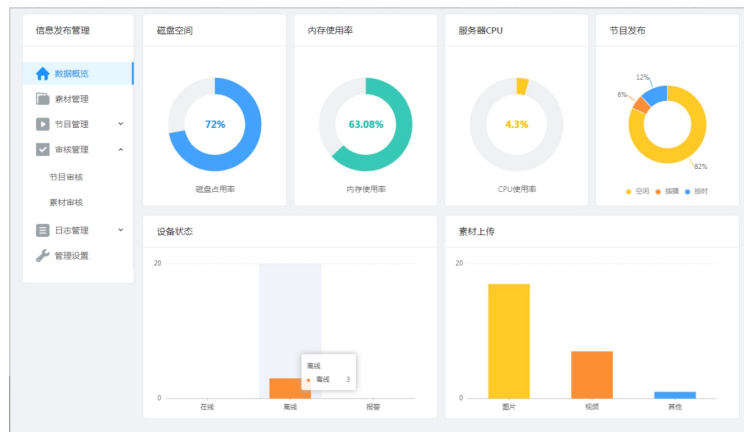 信息发布管理
数据概览
素材管理
节目管理
审核管理
节目审核
素材审核
日志管理
管理设置
磁盘空间
72%
磁盘占用率
内存使用率
63.08%
内存使用率
服务器CPU
4.3%
CPU使用率
节目发布
12%
6%
82%
空闲 插播 按时
设备状态
20
离线
离线 3
0
在线 离线 报警
素材上传
20
0
图片 视频 其他